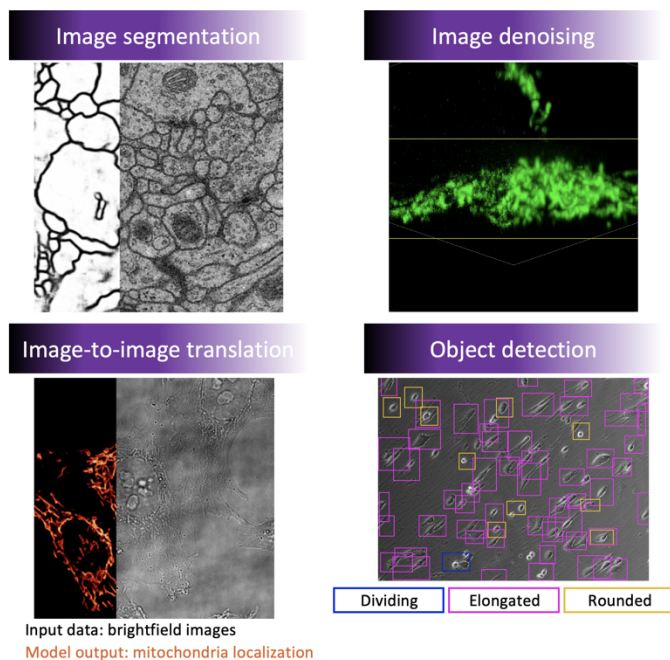 Image segmentation
Image denoising
Image-to-image translation
Object detection
Dividing
Elongated
Rounded
Input data: brightfield images
Model output: mitochondria localization